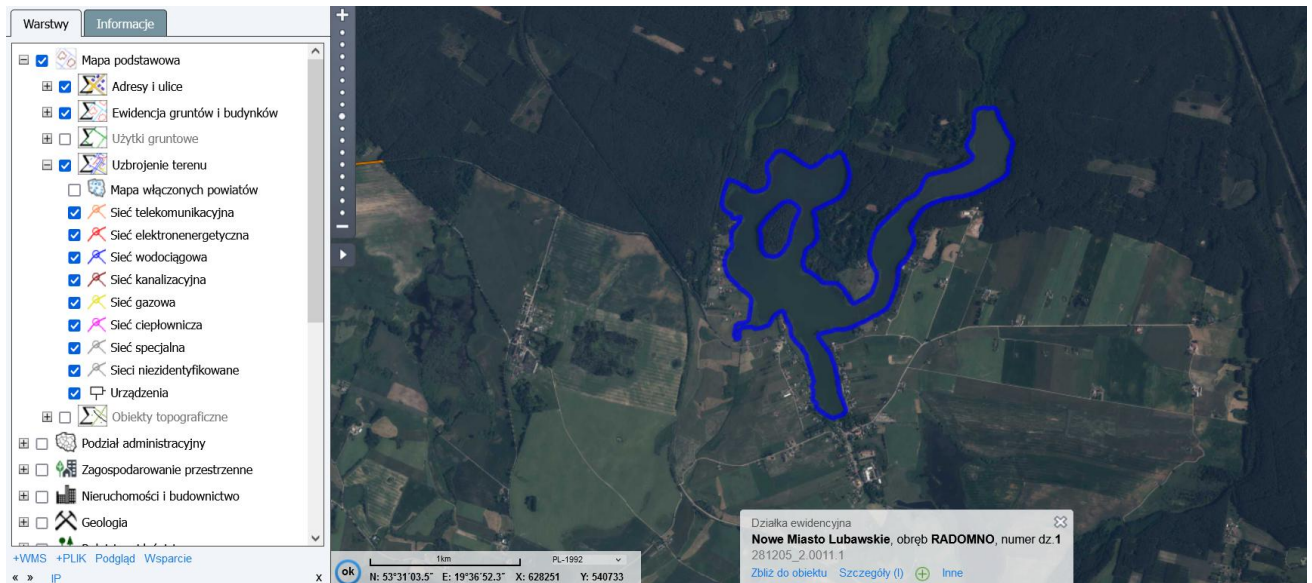 Warstwy
Informacje
Mapa podstawowa
Adresy i ulice
Ewidencja gruntów i budynków
Użytki gruntowe
Uzbrojenie terenu
Mapa włączonych powiatów
Sieć telekomunikacyjna
Sieć elektronenergetyczna
Sieć wodociągowa
Sieć kanalizacyjna
Sieć gazowa
Sieć ciepłownicza
Sieć specjalna
Sieci niezidentyfikowane
Urządzenia
Obiekty topograficzne
Podział administracyjny
Zagospodarowanie przestrzenne
Nieruchomości i budownictwo
Geologia
+WMS +PLIK Podgląd Wsparcie
« » IP x
ok
1km PL-1992
N: 53°31'03.5" E: 19°36'52.3" X: 628251 Y: 540733
Działka ewidencyjna
Nowe Miasto Lubawskie, obręb RADOMNO, numer dz.1
281205_2.0011.1
Zbliż do obiektu Szczegóły (I) Inne